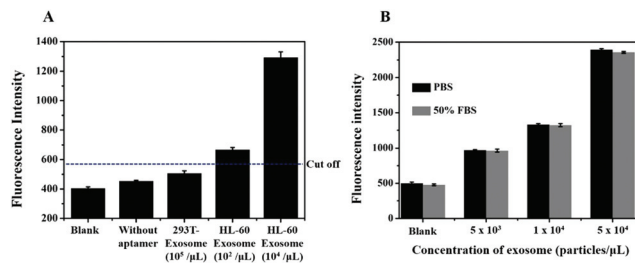 A
Fluorescence Intensity
1400
1200
1000
800
600
400
200
Cut off
Blank
Without
aptamer
293T-
Exosome
(10⁵ /μL)
HL-60
Exosome
(10² /μL)
HL-60
Exosome
(10⁴ /μL)
B
Fluorescence intensity
2500
2000
1500
1000
500
0
PBS
50% FBS
Blank
5 x 10³
1 x 10⁴
5 x 10⁴
Concentration of exosome (particles/μL)